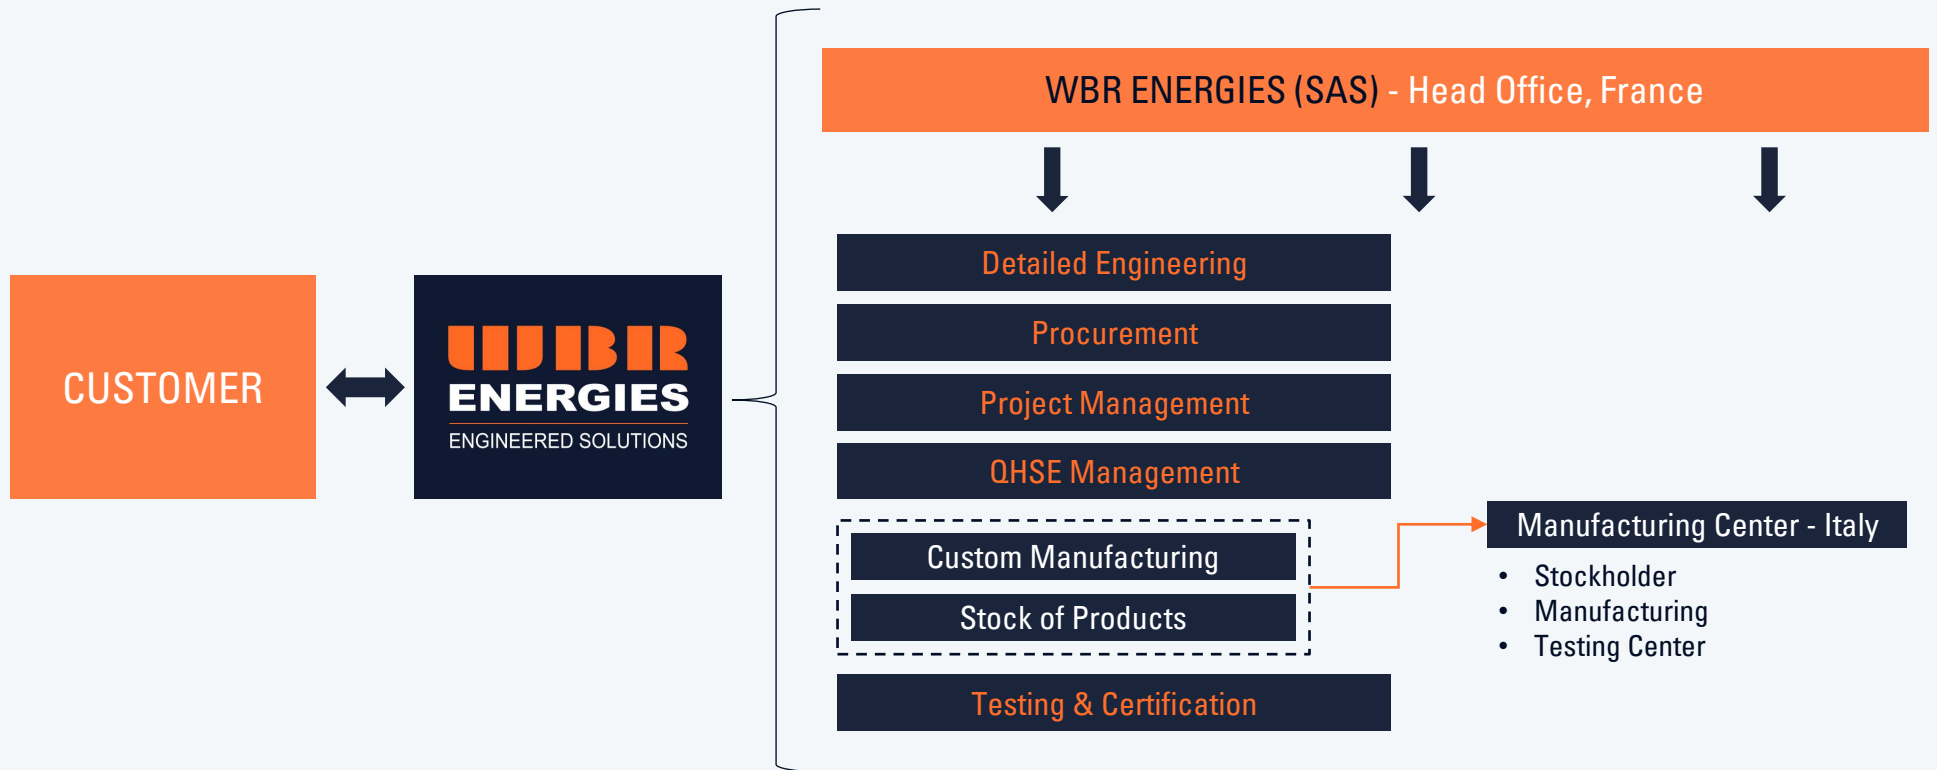 WBR ENERGIES (SAS) - Head Office, France
CUSTOMER
WBR
ENERGIES
ENGINEERED SOLUTIONS
Detailed Engineering
Procurement
Project Management
QHSE Management
Custom Manufacturing
Stock of Products
Testing & Certification
Manufacturing Center - Italy
• Stockholder
• Manufacturing
• Testing Center